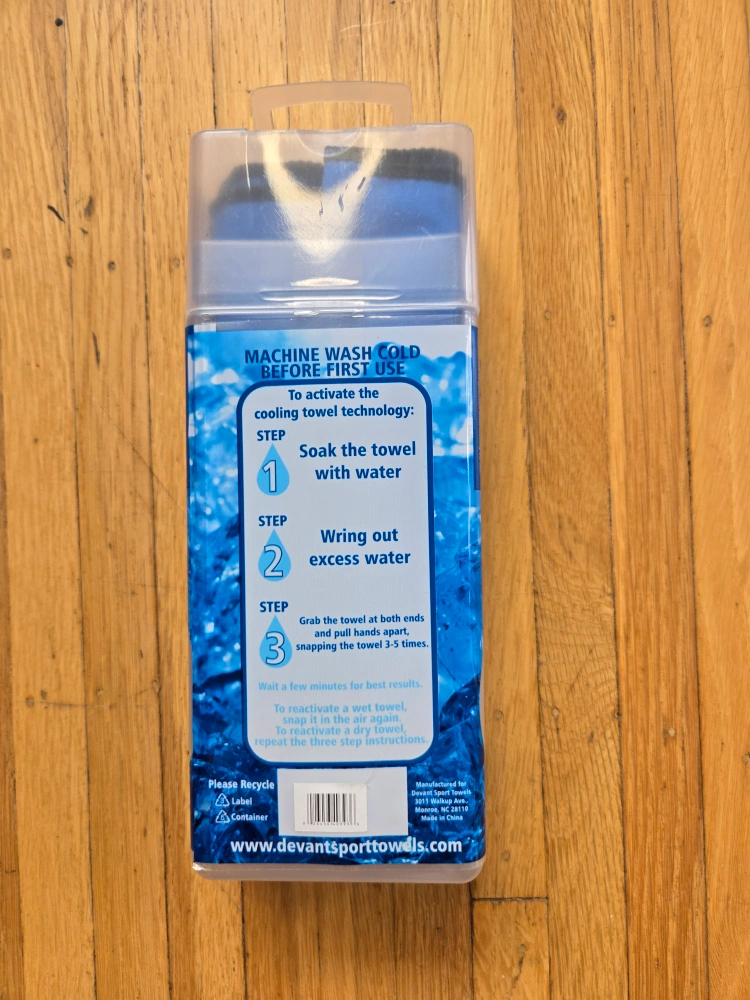 MACHINE WASH COLD
BEFORE FIRST USE
To activate the
cooling towel technology:
STEP
1
Soak the towel
with water
STEP
2
Wring out
excess water
STEP
3
Grab the towel at both ends
and pull hands apart,
snapping the towel 3-5 times.
Wait a few minutes for best results.
To reactivate a wet towel,
snap it in the air again.
To reactivate a dry towel,
repeat the three step instructions.
Please Recycle
Label
Container
Manufactured for
Devant Sport Towels
3011 Walkup Ave.,
Monroe, NC 28110
Made in China
www.devantsporttowels.com